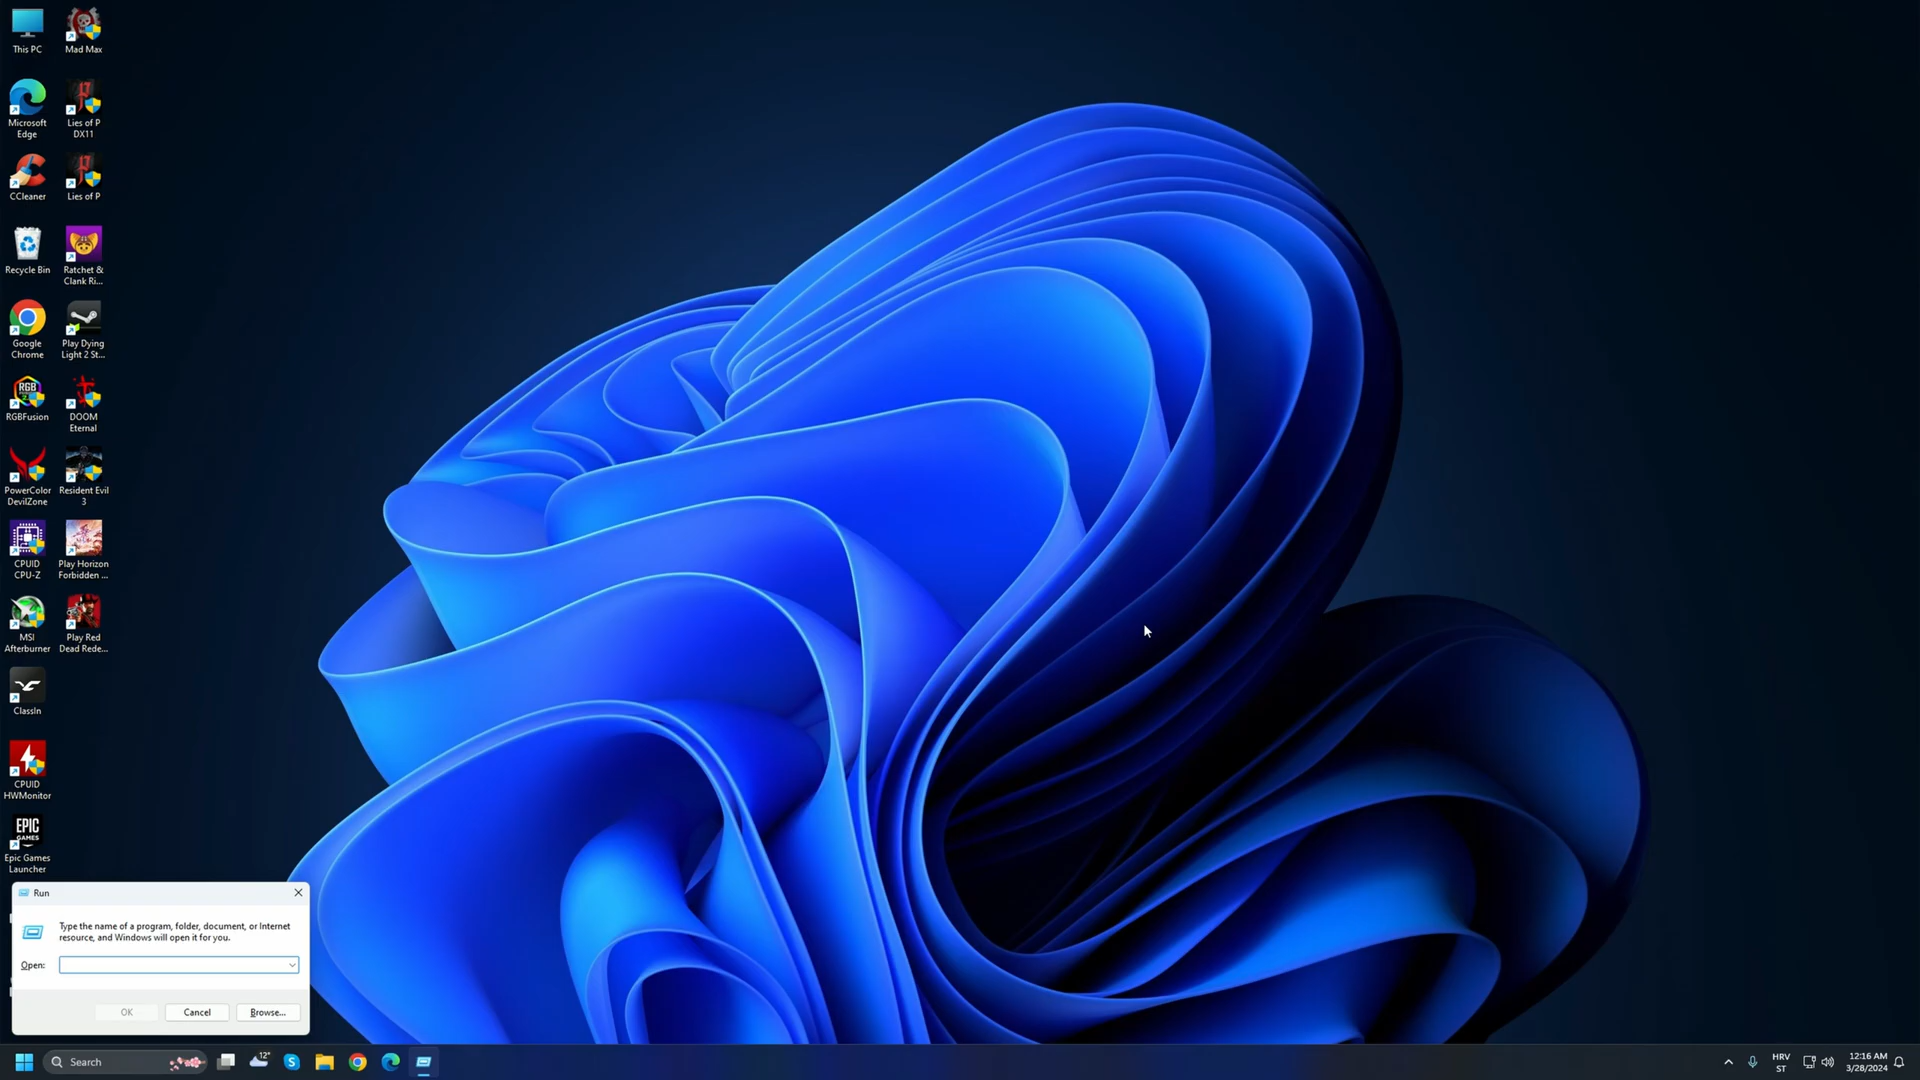 This PC
Mad Max
Microsoft
Edge
Lies of P
DX11
CCleaner
Lies of P
Recycle Bin
Ratchet &
Clank Ri...
Google
Chrome
Play Dying
Light 2 St...
RGB
RGBFusion
DOOM
Eternal
PowerColor
DevilZone
Resident Evil
3
CPUID
CPU-Z
Play Horizon
Forbidden ...
MSI
Afterburner
Play Red
Dead Rede...
ClassIn
CPUID
HWMonitor
EPIC
GAMES
Epic Games
Launcher
Run
Type the name of a program, folder, document, or Internet
resource, and Windows will open it for you.
Open:
OK
Cancel
Browse...
Search
12°
HRV
ST
12:16 AM
3/28/2024